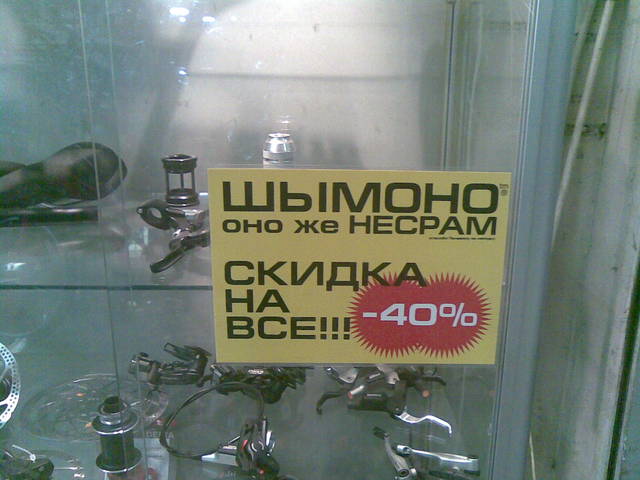 ШЫМОНО
оно же НЕСРАМ
СКИДКА
НА
ВСЕ!!!
-40%